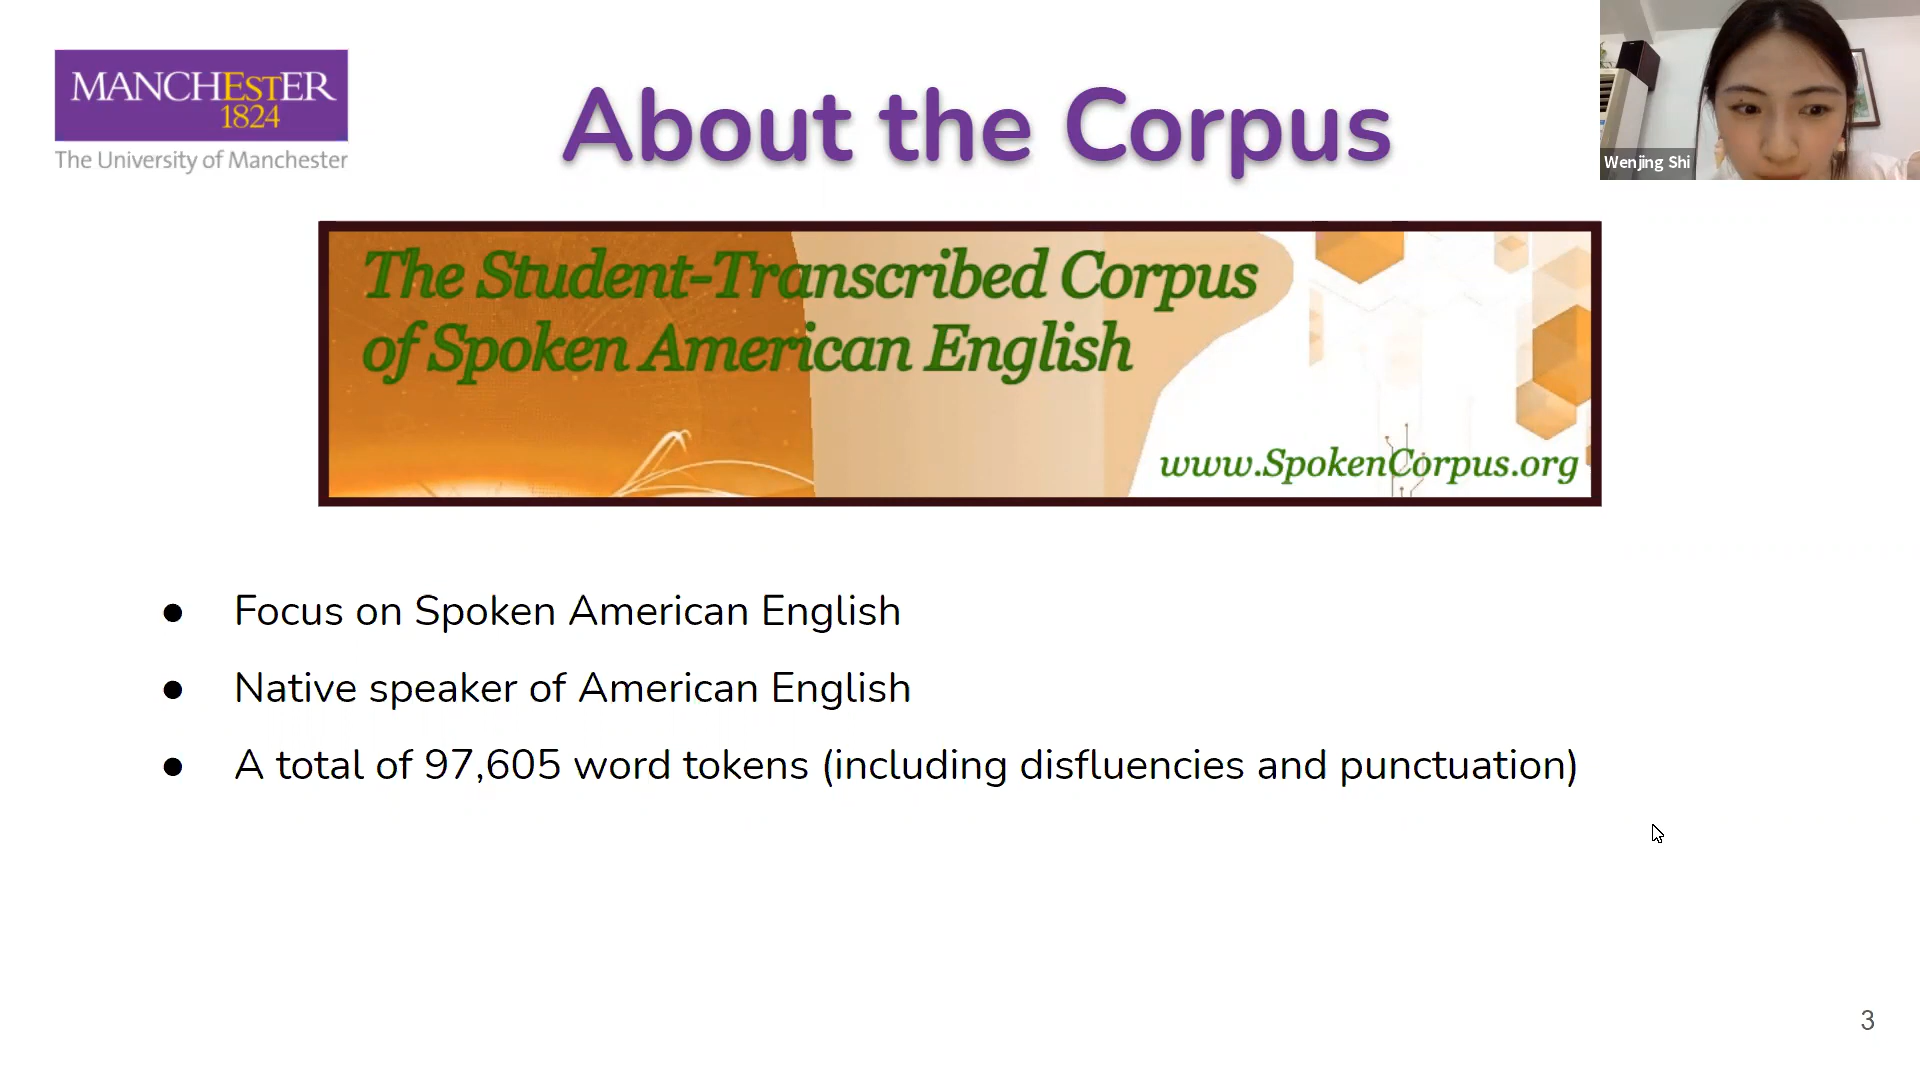 MANCHEStER
1824
The University of Manchester
About the Corpus
Wenjing Shi
The Student-Transcribed Corpus
of Spoken American English
www.SpokenCorpus.org
● Focus on Spoken American English
● Native speaker of American English
● A total of 97,605 word tokens (including disfluencies and punctuation)
3